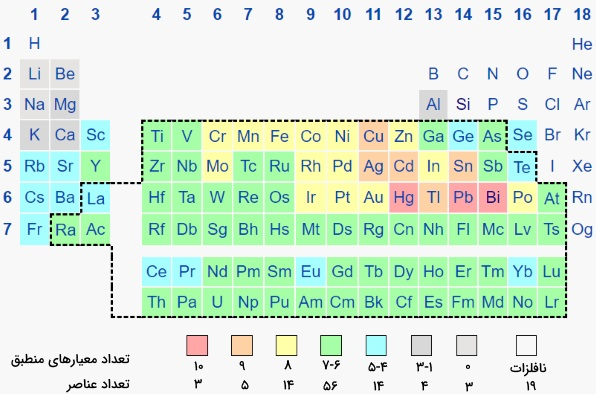 1 2 3 4 5 6 7 8 9 10 11 12 13 14 15 16 17 18
1 H He
2 Li Be B C N O F Ne
3 Na Mg Al Si P S Cl Ar
4 K Ca Sc Ti V Cr Mn Fe Co Ni Cu Zn Ga Ge As Se Br Kr
5 Rb Sr Y Zr Nb Mo Tc Ru Rh Pd Ag Cd In Sn Sb Te I Xe
6 Cs Ba La Hf Ta W Re Os Ir Pt Au Hg Tl Pb Bi Po At Rn
7 Fr Ra Ac Rf Db Sg Bh Hs Mt Ds Rg Cn Nh Fl Mc Lv Ts Og
Ce Pr Nd Pm Sm Eu Gd Tb Dy Ho Er Tm Yb Lu
Th Pa U Np Pu Am Cm Bk Cf Es Fm Md No Lr
تعداد معیارهای منطبق ۱۰ ۹ ۸ ۷-۶ ۵-۴ ۳-۱ ۰ نافلزات
تعداد عناصر ۳ ۵ ۱۴ ۵۶ ۱۴ ۴ ۳ ۱۹